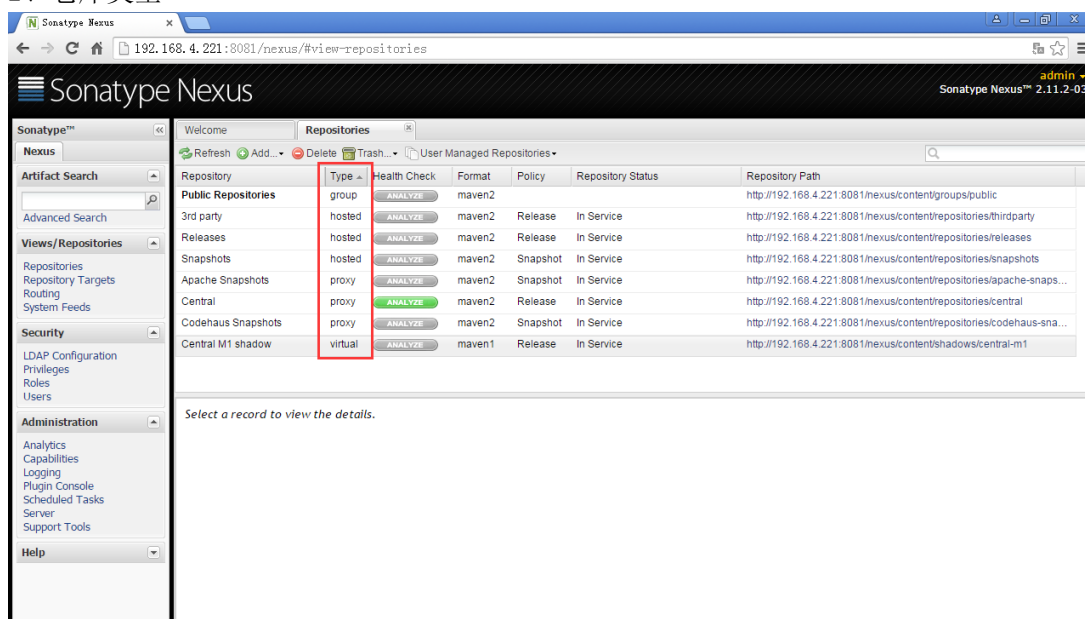 Sonatype Nexus
192.168.4.221:8081/nexus/#view-repositories
Sonatype Nexus
admin
Sonatype Nexus™ 2.11.2-03
Sonatype™
Nexus
Artifact Search
Advanced Search
Views/Repositories
Repositories
Repository Targets
Routing
System Feeds
Security
LDAP Configuration
Privileges
Roles
Users
Administration
Analytics
Capabilities
Logging
Plugin Console
Scheduled Tasks
Server
Support Tools
Help
Welcome Repositories
Refresh Add... Delete Trash... User Managed Repositories
Repository Type Health Check Format Policy Repository Status Repository Path
Public Repositories group ANALYZE maven2 http://192.168.4.221:8081/nexus/content/groups/public
3rd party hosted ANALYZE maven2 Release In Service http://192.168.4.221:8081/nexus/content/repositories/thirdparty
Releases hosted ANALYZE maven2 Release In Service http://192.168.4.221:8081/nexus/content/repositories/releases
Snapshots hosted ANALYZE maven2 Snapshot In Service http://192.168.4.221:8081/nexus/content/repositories/snapshots
Apache Snapshots proxy ANALYZE maven2 Snapshot In Service http://192.168.4.221:8081/nexus/content/repositories/apache-snaps...
Central proxy ANALYZE maven2 Release In Service http://192.168.4.221:8081/nexus/content/repositories/central
Codehaus Snapshots proxy ANALYZE maven2 Snapshot In Service http://192.168.4.221:8081/nexus/content/repositories/codehaus-sna...
Central M1 shadow virtual ANALYZE maven1 Release In Service http://192.168.4.221:8081/nexus/content/shadows/central-m1
Select a record to view the details.